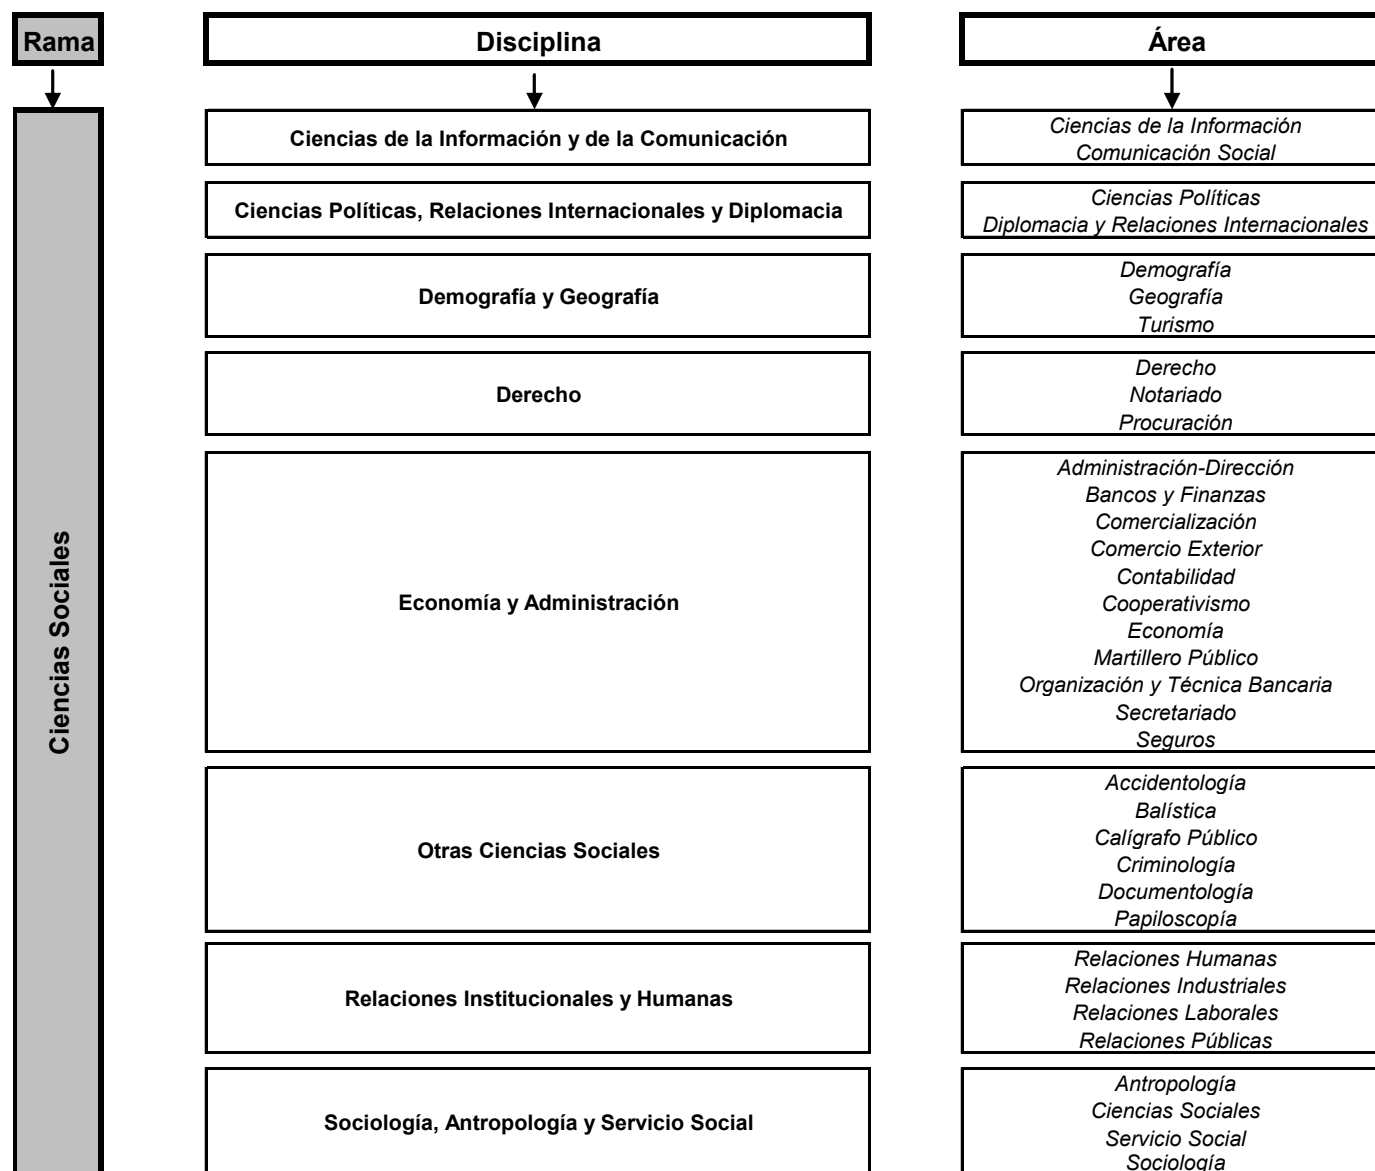 Rama
Disciplina
Área
Ciencias Sociales
Ciencias de la Información y de la Comunicación
Ciencias de la Información
Comunicación Social
Ciencias Políticas, Relaciones Internacionales y Diplomacia
Ciencias Políticas
Diplomacia y Relaciones Internacionales
Demografía y Geografía
Demografía
Geografía
Turismo
Derecho
Derecho
Notariado
Procuración
Economía y Administración
Administración-Dirección
Bancos y Finanzas
Comercialización
Comercio Exterior
Contabilidad
Cooperativismo
Economía
Martillero Público
Organización y Técnica Bancaria
Secretariado
Seguros
Otras Ciencias Sociales
Accidentología
Balística
Calígrafo Público
Criminología
Documentología
Papiloscopía
Relaciones Institucionales y Humanas
Relaciones Humanas
Relaciones Industriales
Relaciones Laborales
Relaciones Públicas
Sociología, Antropología y Servicio Social
Antropología
Ciencias Sociales
Servicio Social
Sociología